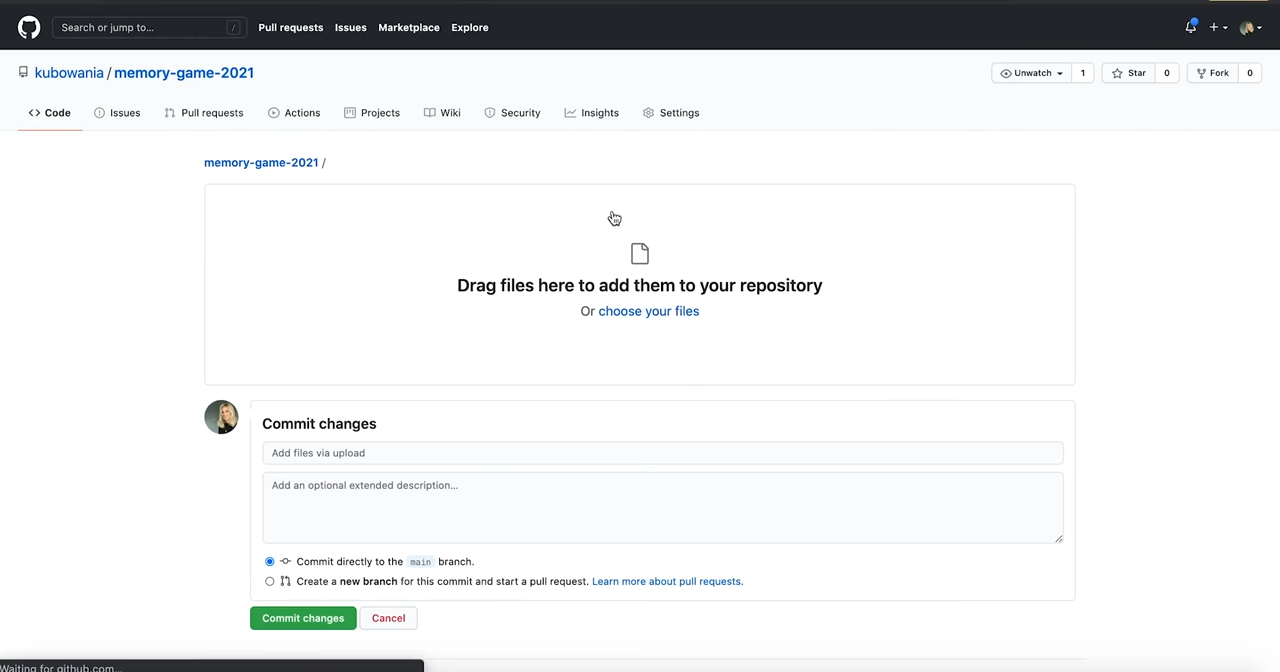 Search or jump to... / Pull requests Issues Marketplace Explore
kubowania / memory-game-2021 Unwatch 1 Star 0 Fork 0
Code Issues Pull requests Actions Projects Wiki Security Insights Settings
memory-game-2021 /
Drag files here to add them to your repository
Or choose your files
Commit changes
Add files via upload
Add an optional extended description...
Commit directly to the main branch.
Create a new branch for this commit and start a pull request. Learn more about pull requests.
Commit changes Cancel
Waiting for github.com...